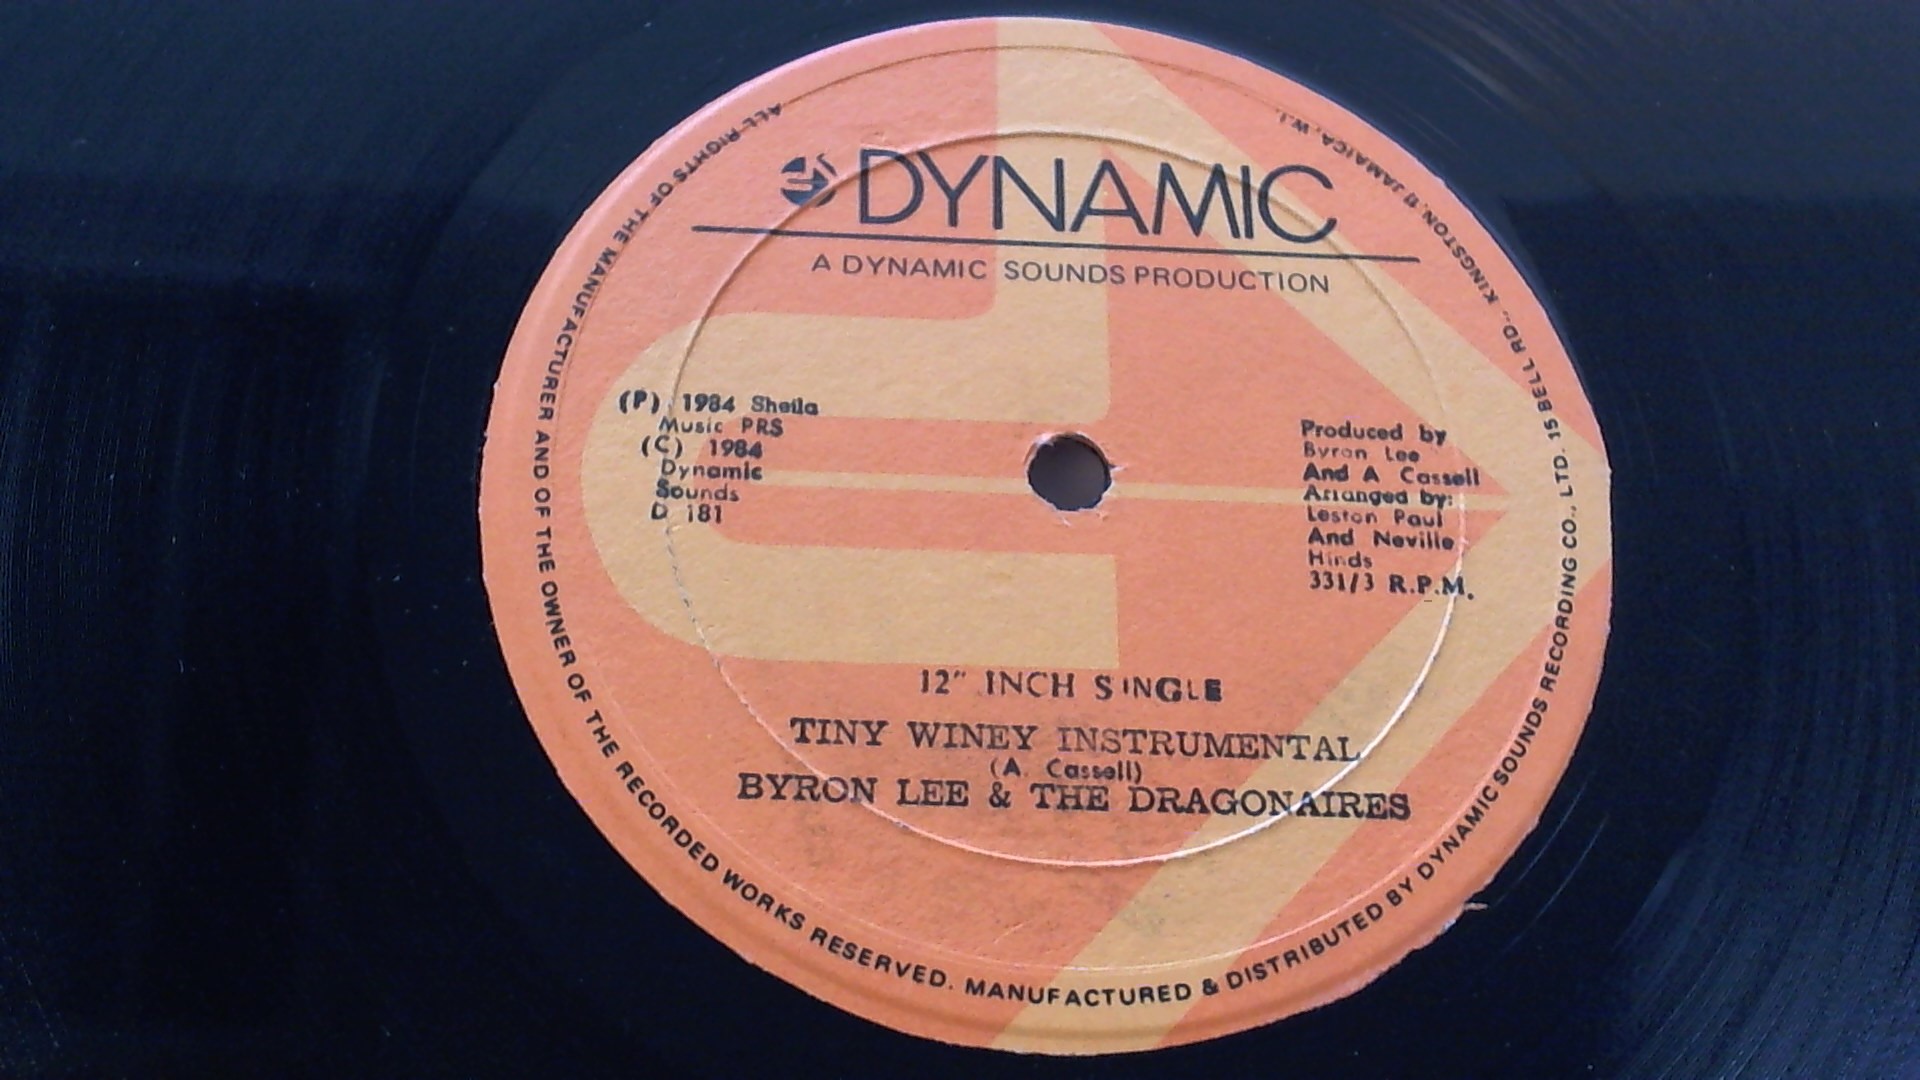 DYNAMIC
A DYNAMIC SOUNDS PRODUCTION
(P) 1984 Sheila
Music PRS
(C) 1984
Dynamic
Sounds
D 181
Produced by
Byron Lee
And A Cassell
Arranged by:
Leston Paul
And Neville
Hinds
331/3 R.P.M.
12" INCH SINGLE
TINY WINEY INSTRUMENTAL
(A. Cassell)
BYRON LEE & THE DRAGONAIRES
ALL RIGHTS OF THE MANUFACTURER AND OF THE OWNER OF THE RECORDED WORKS RESERVED. MANUFACTURED & DISTRIBUTED BY DYNAMIC SOUNDS RECORDING CO., LTD. 15 BELL RD., KINGSTON, 11 JAMAICA, W.I.